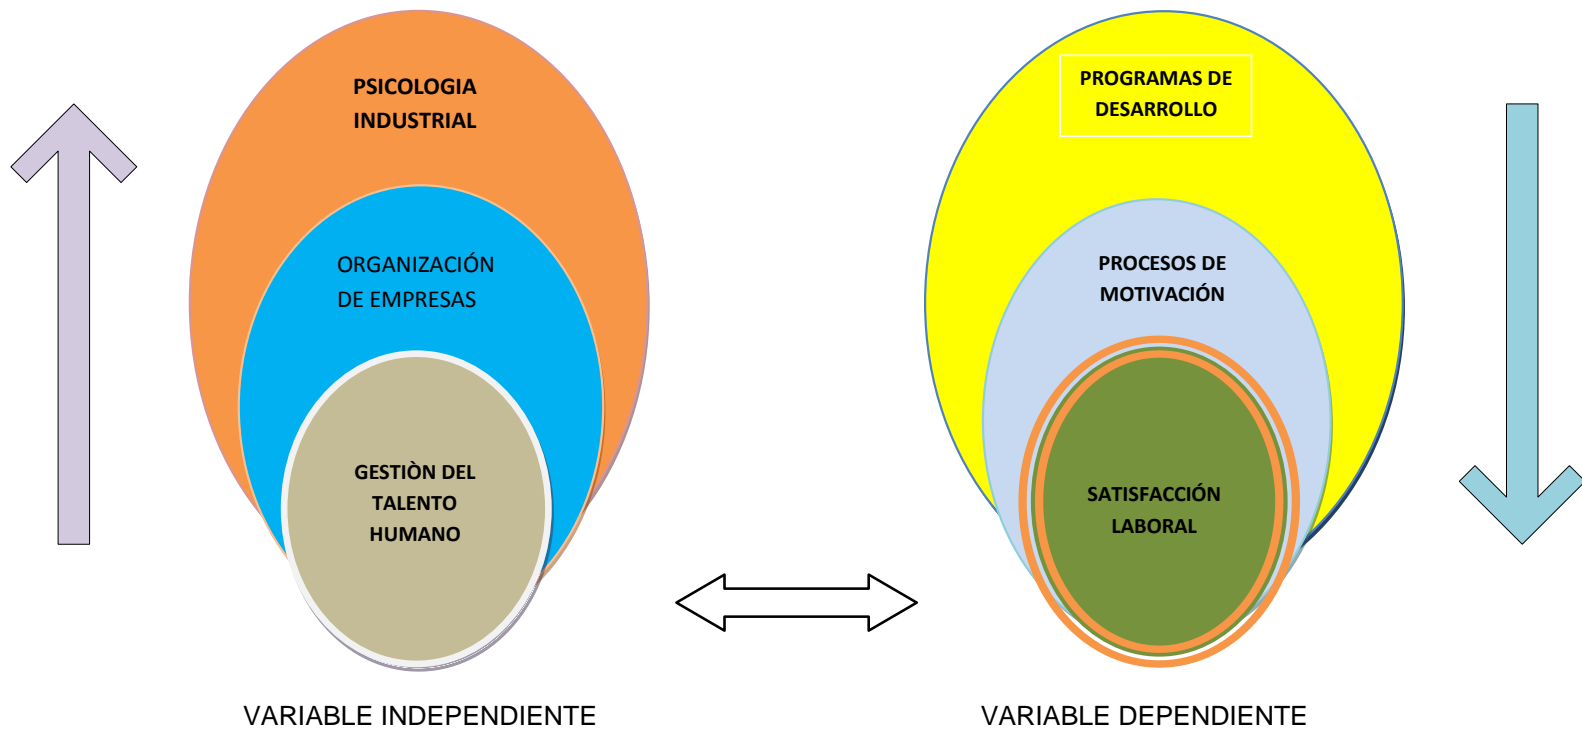 PSICOLOGIA
INDUSTRIAL
ORGANIZACIÓN
DE EMPRESAS
GESTIÒN DEL
TALENTO
HUMANO
VARIABLE INDEPENDIENTE
PROGRAMAS DE
DESARROLLO
PROCESOS DE
MOTIVACIÓN
SATISFACCIÓN
LABORAL
VARIABLE DEPENDIENTE